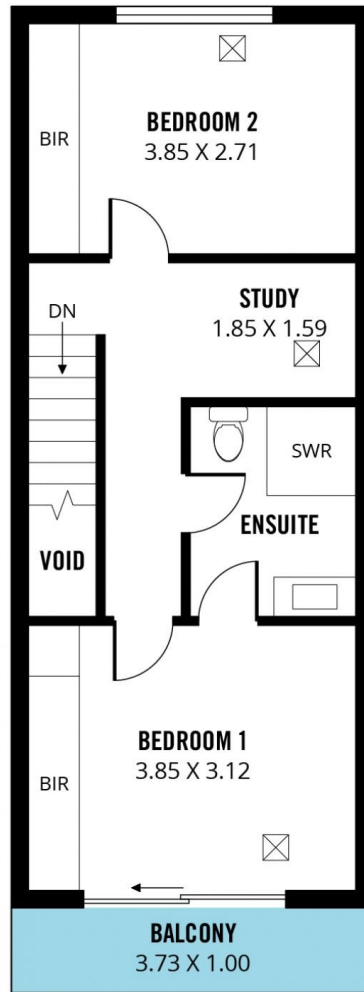 BIR
BEDROOM 2
3.85 X 2.71
DN
STUDY
1.85 X 1.59
SWR
ENSUITE
VOID
BEDROOM 1
3.85 X 3.12
BIR
BALCONY
3.73 X 1.00